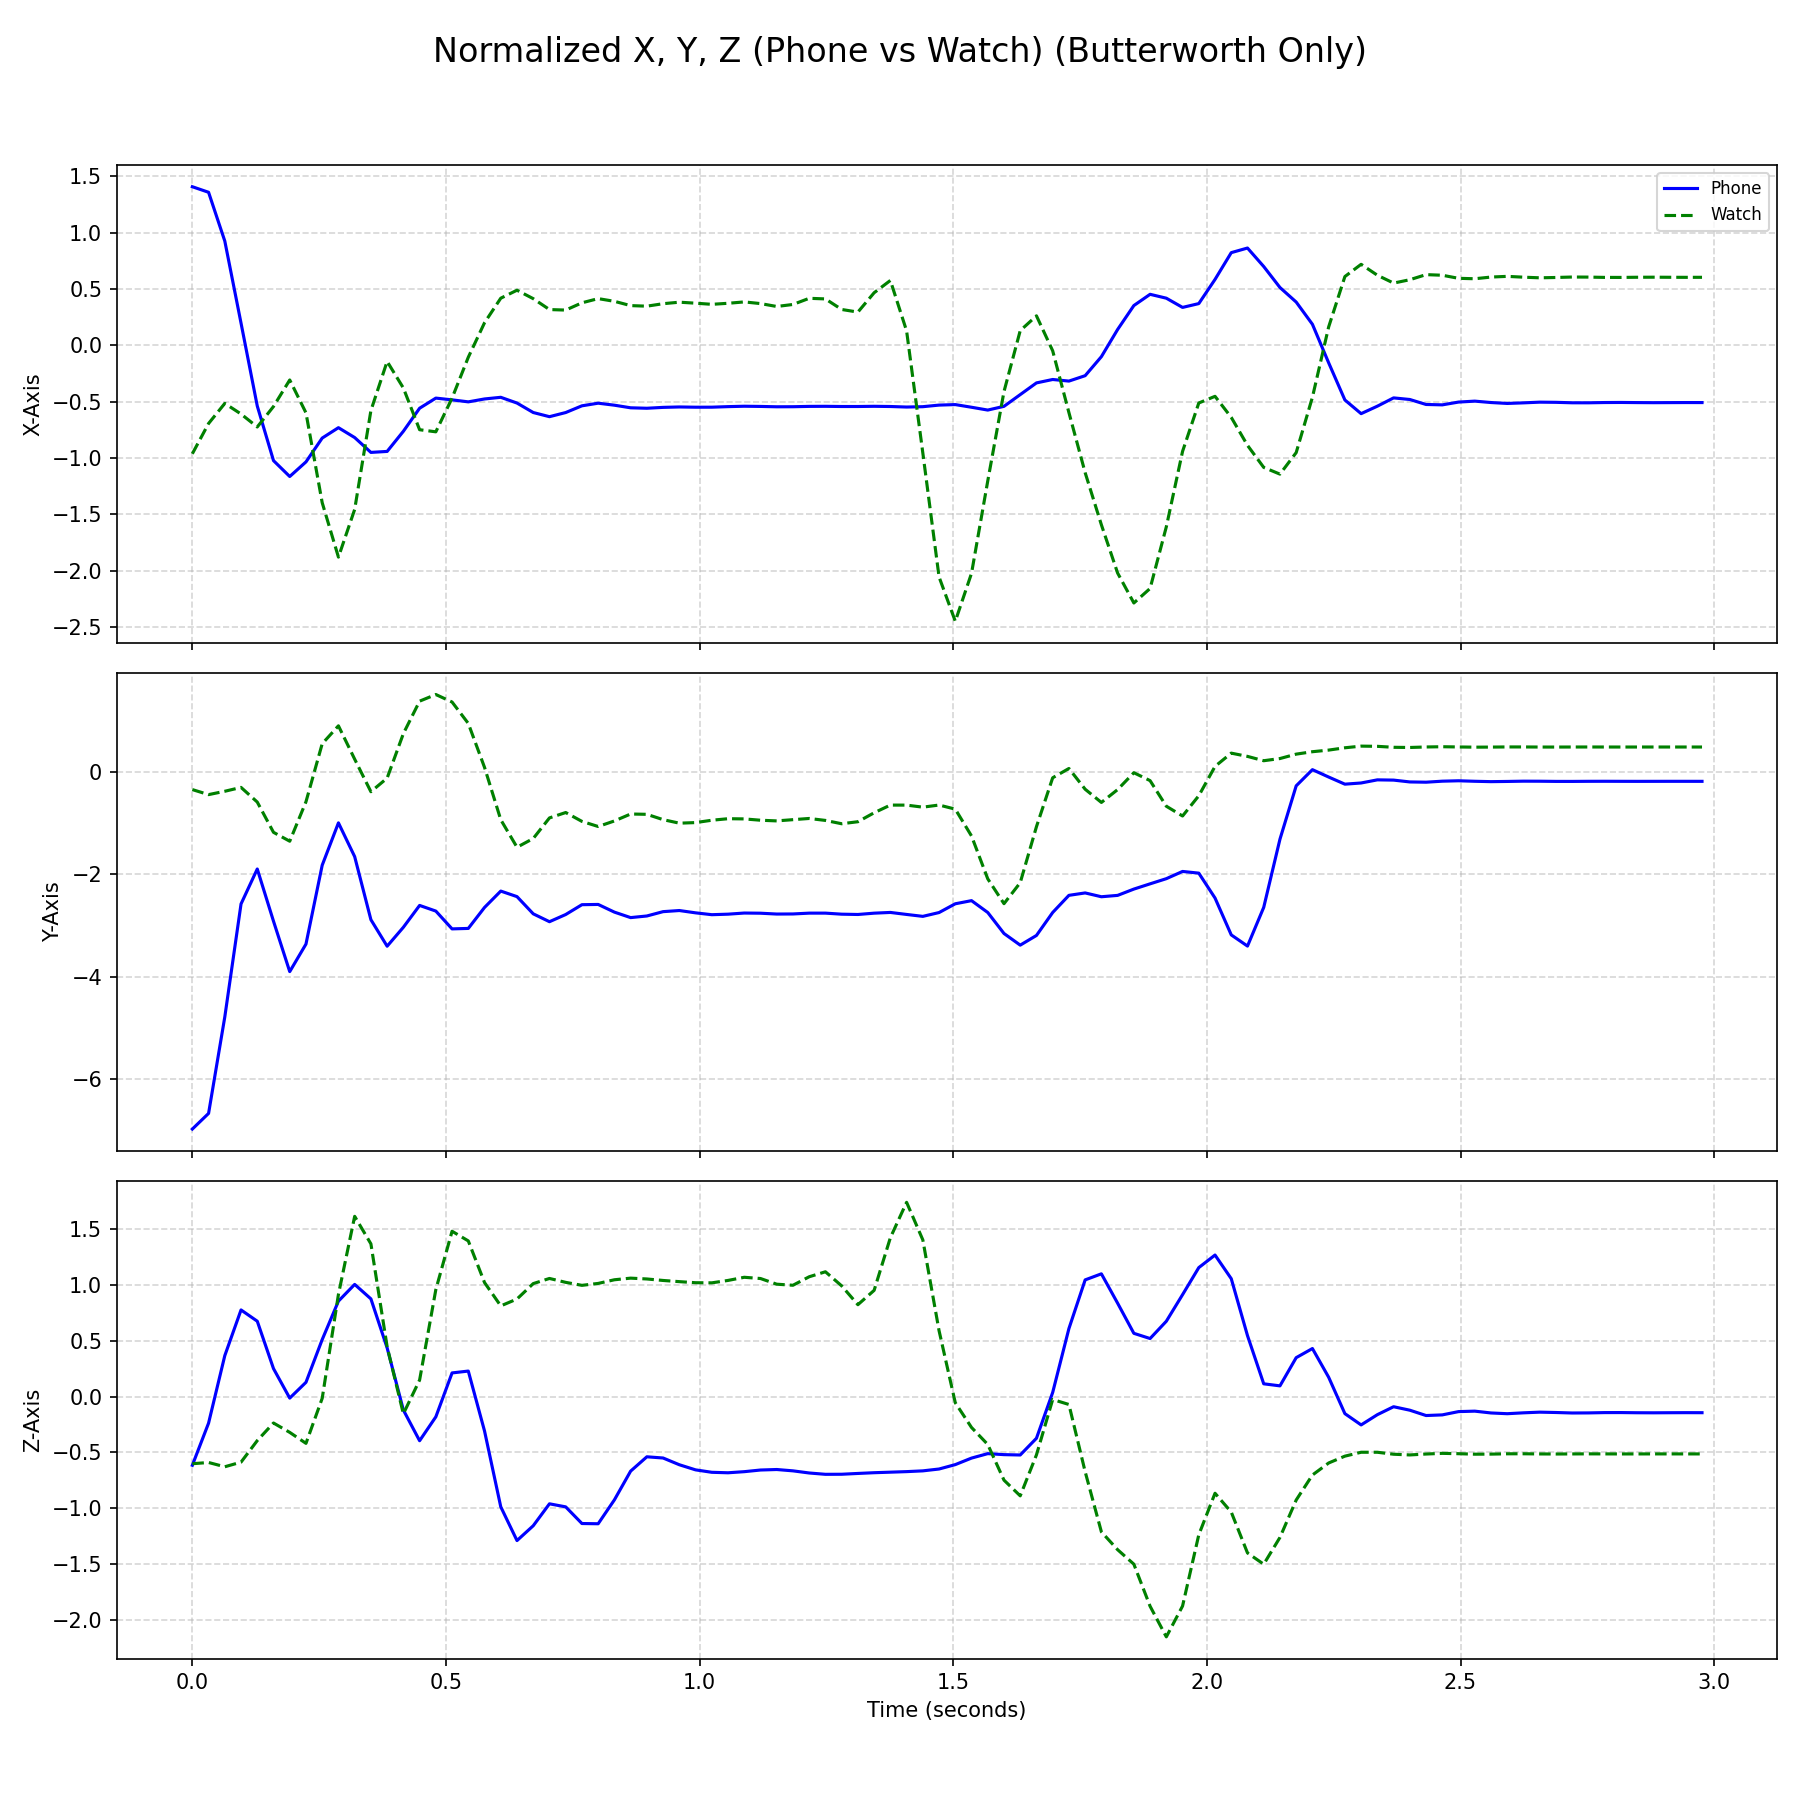 Normalized X, Y, Z (Phone vs Watch) (Butterworth Only)
Phone
Watch
1.5
1.0
0.5
0.0
−0.5
−1.0
−1.5
−2.0
−2.5
X-Axis
0
−2
−4
−6
Y-Axis
1.5
1.0
0.5
0.0
−0.5
−1.0
−1.5
−2.0
Z-Axis
0.0 0.5 1.0 1.5 2.0 2.5 3.0
Time (seconds)